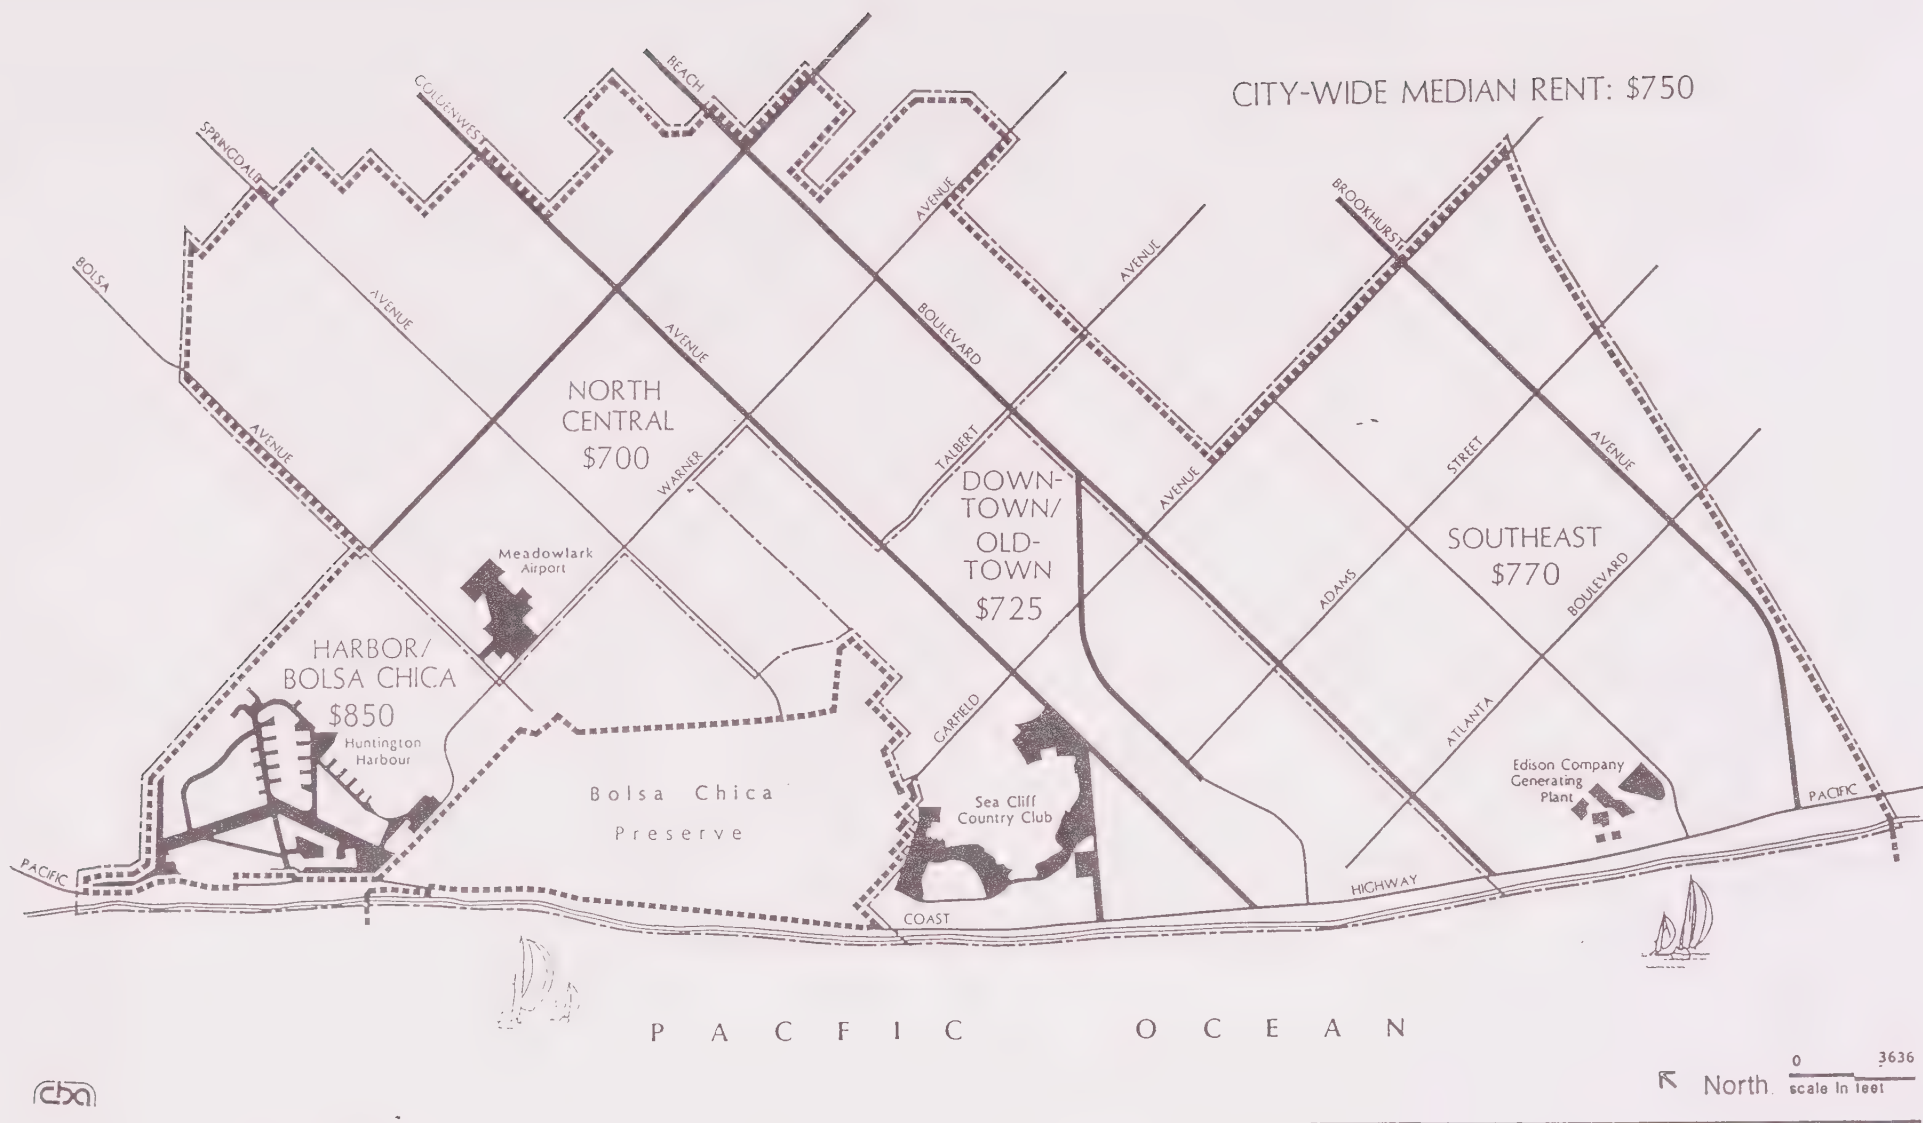 CITY-WIDE MEDIAN RENT: $750
BEACH
GOLDENWEST
SPRINGDALE
BOLSA
AVENUE
AVENUE
AVENUE
AVENUE
BOULEVARD
AVENUE
BROOKHURST
NORTH
CENTRAL
$700
WARNER
TALBERT
AVENUE
STREET
AVENUE
DOWN-
TOWN/
OLD-
TOWN
$725
SOUTHEAST
$770
BOULEVARD
ADAMS
ATLANTA
GARFIELD
Meadowlark
Airport
HARBOR/
BOLSA CHICA
$850
Huntington
Harbour
Bolsa Chica
Preserve
Sea Cliff
Country Club
Edison Company
Generating
Plant
PACIFIC
PACIFIC
COAST
HIGHWAY
PACFIC OCEAN
North.
0 3636
scale in feet
cba